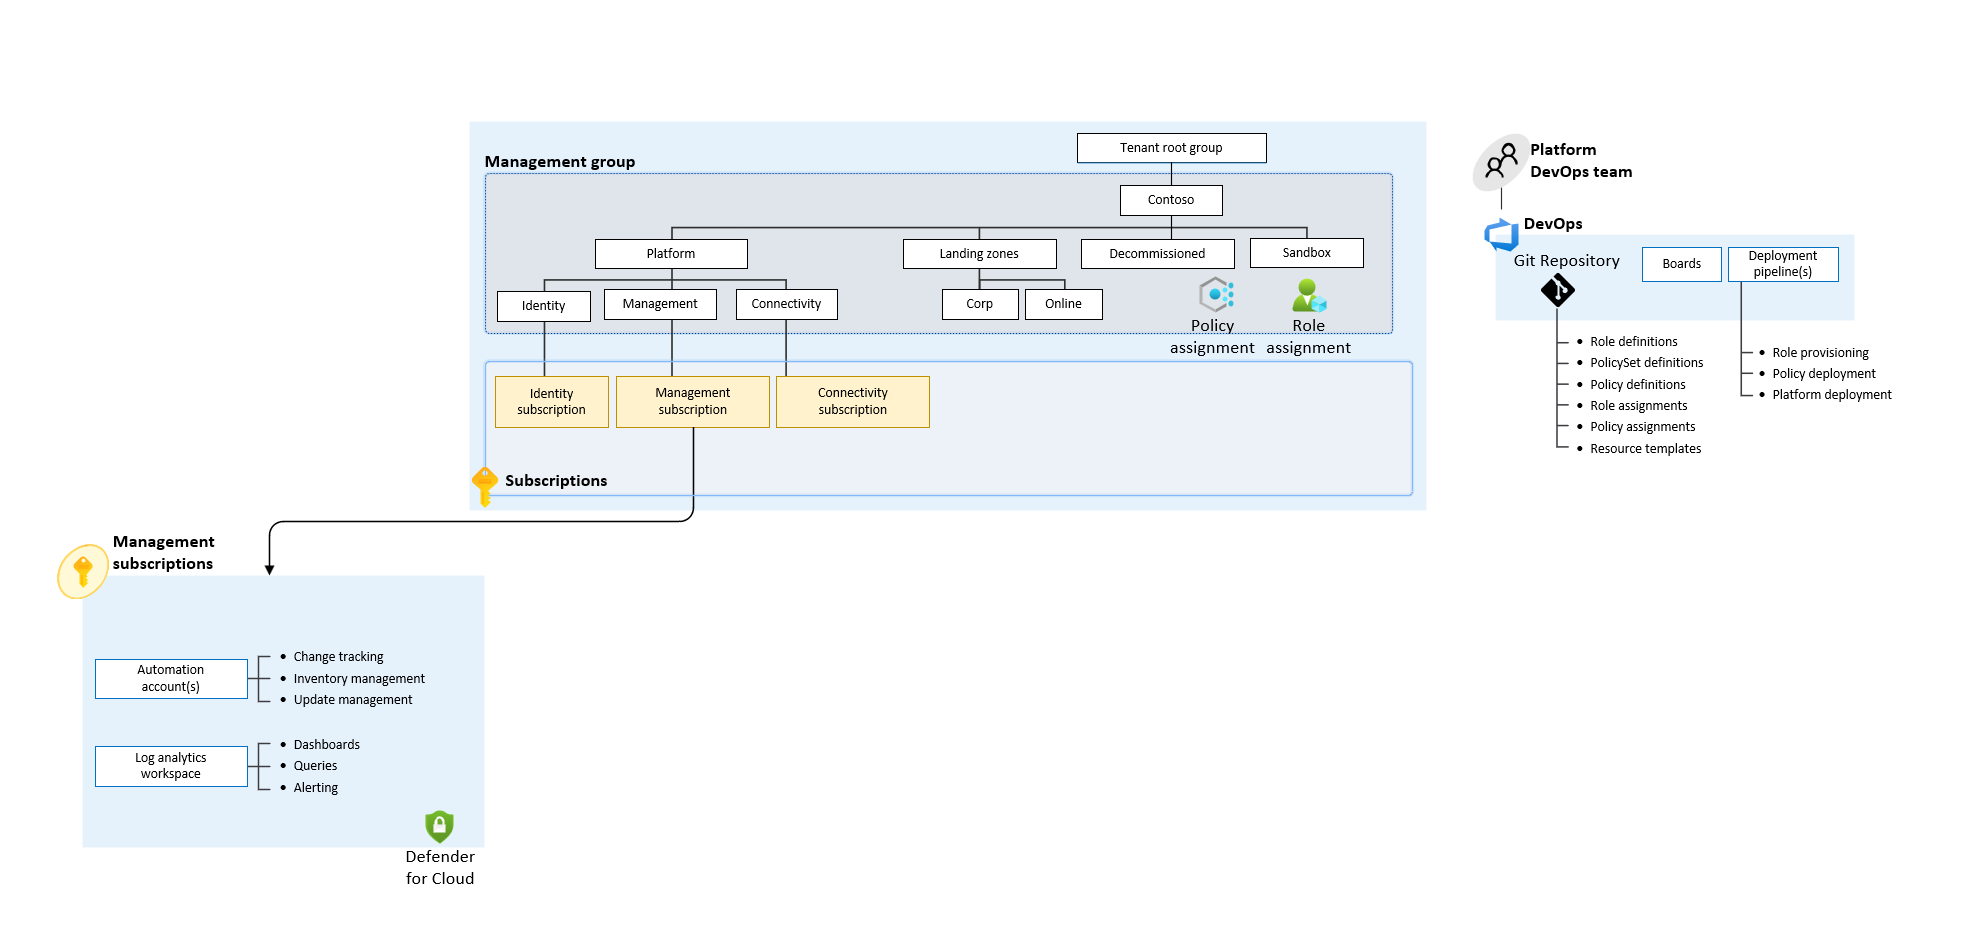 Tenant root group
Management group
Contoso
Platform
Landing zones
Decommissioned
Sandbox
Identity
Management
Connectivity
Corp
Online
Policy
assignment
Role
assignment
Identity
subscription
Management
subscription
Connectivity
subscription
Subscriptions
Platform
DevOps team
DevOps
Git Repository
Boards
Deployment
pipeline(s)
• Role definitions
• PolicySet definitions
• Policy definitions
• Role assignments
• Policy assignments
• Resource templates
• Role provisioning
• Policy deployment
• Platform deployment
Management
subscriptions
Automation
account(s)
• Change tracking
• Inventory management
• Update management
Log analytics
workspace
• Dashboards
• Queries
• Alerting
Defender
for Cloud